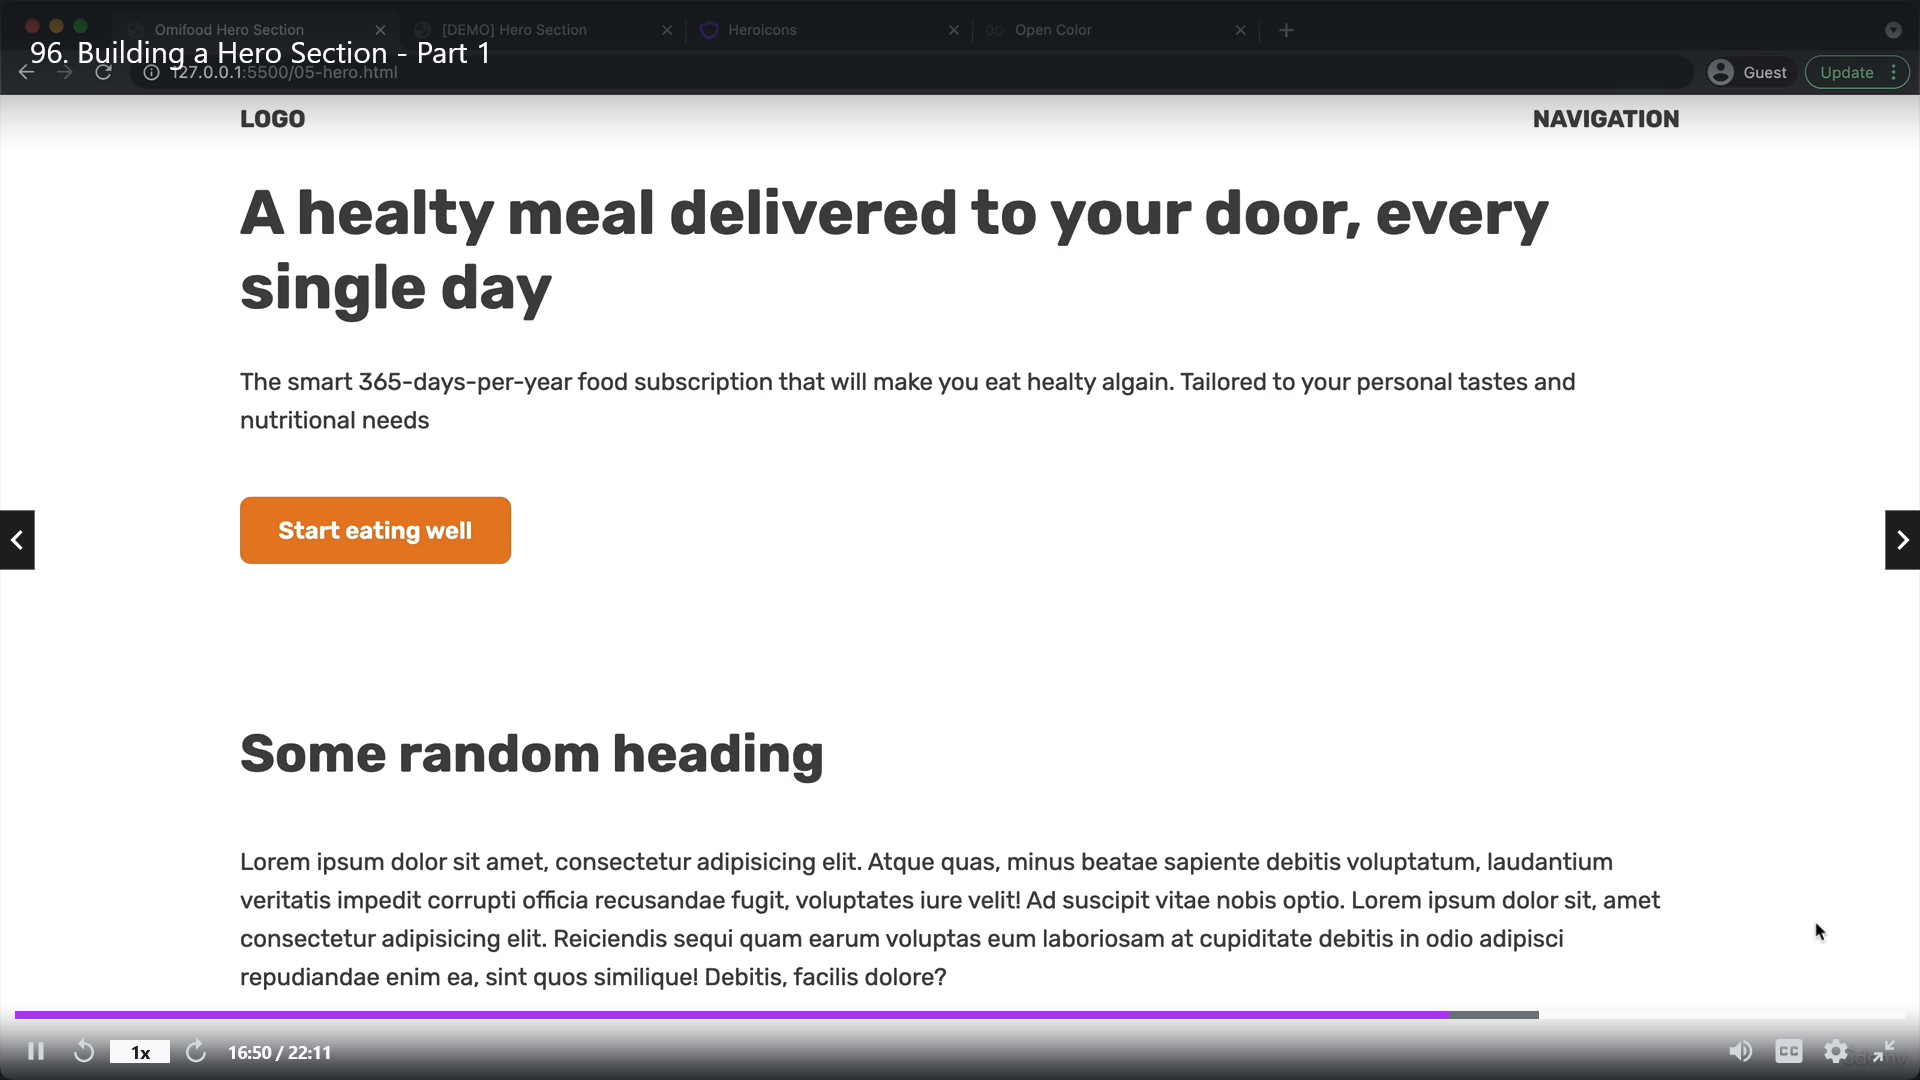 Omifood Hero Section
[DEMO] Hero Section
Heroicons
Open Color
96. Building a Hero Section - Part 1
127.0.0.1:5500/05-hero.html
Guest
Update
LOGO
NAVIGATION
A healty meal delivered to your door, every
single day
The smart 365-days-per-year food subscription that will make you eat healty algain. Tailored to your personal tastes and
nutritional needs
Start eating well
Some random heading
Lorem ipsum dolor sit amet, consectetur adipisicing elit. Atque quas, minus beatae sapiente debitis voluptatum, laudantium
veritatis impedit corrupti officia recusandae fugit, voluptates iure velit! Ad suscipit vitae nobis optio. Lorem ipsum dolor sit, amet
consectetur adipisicing elit. Reiciendis sequi quam earum voluptas eum laboriosam at cupiditate debitis in odio adipisci
repudiandae enim ea, sint quos similique! Debitis, facilis dolore?
1x
16:50 / 22:11
CC